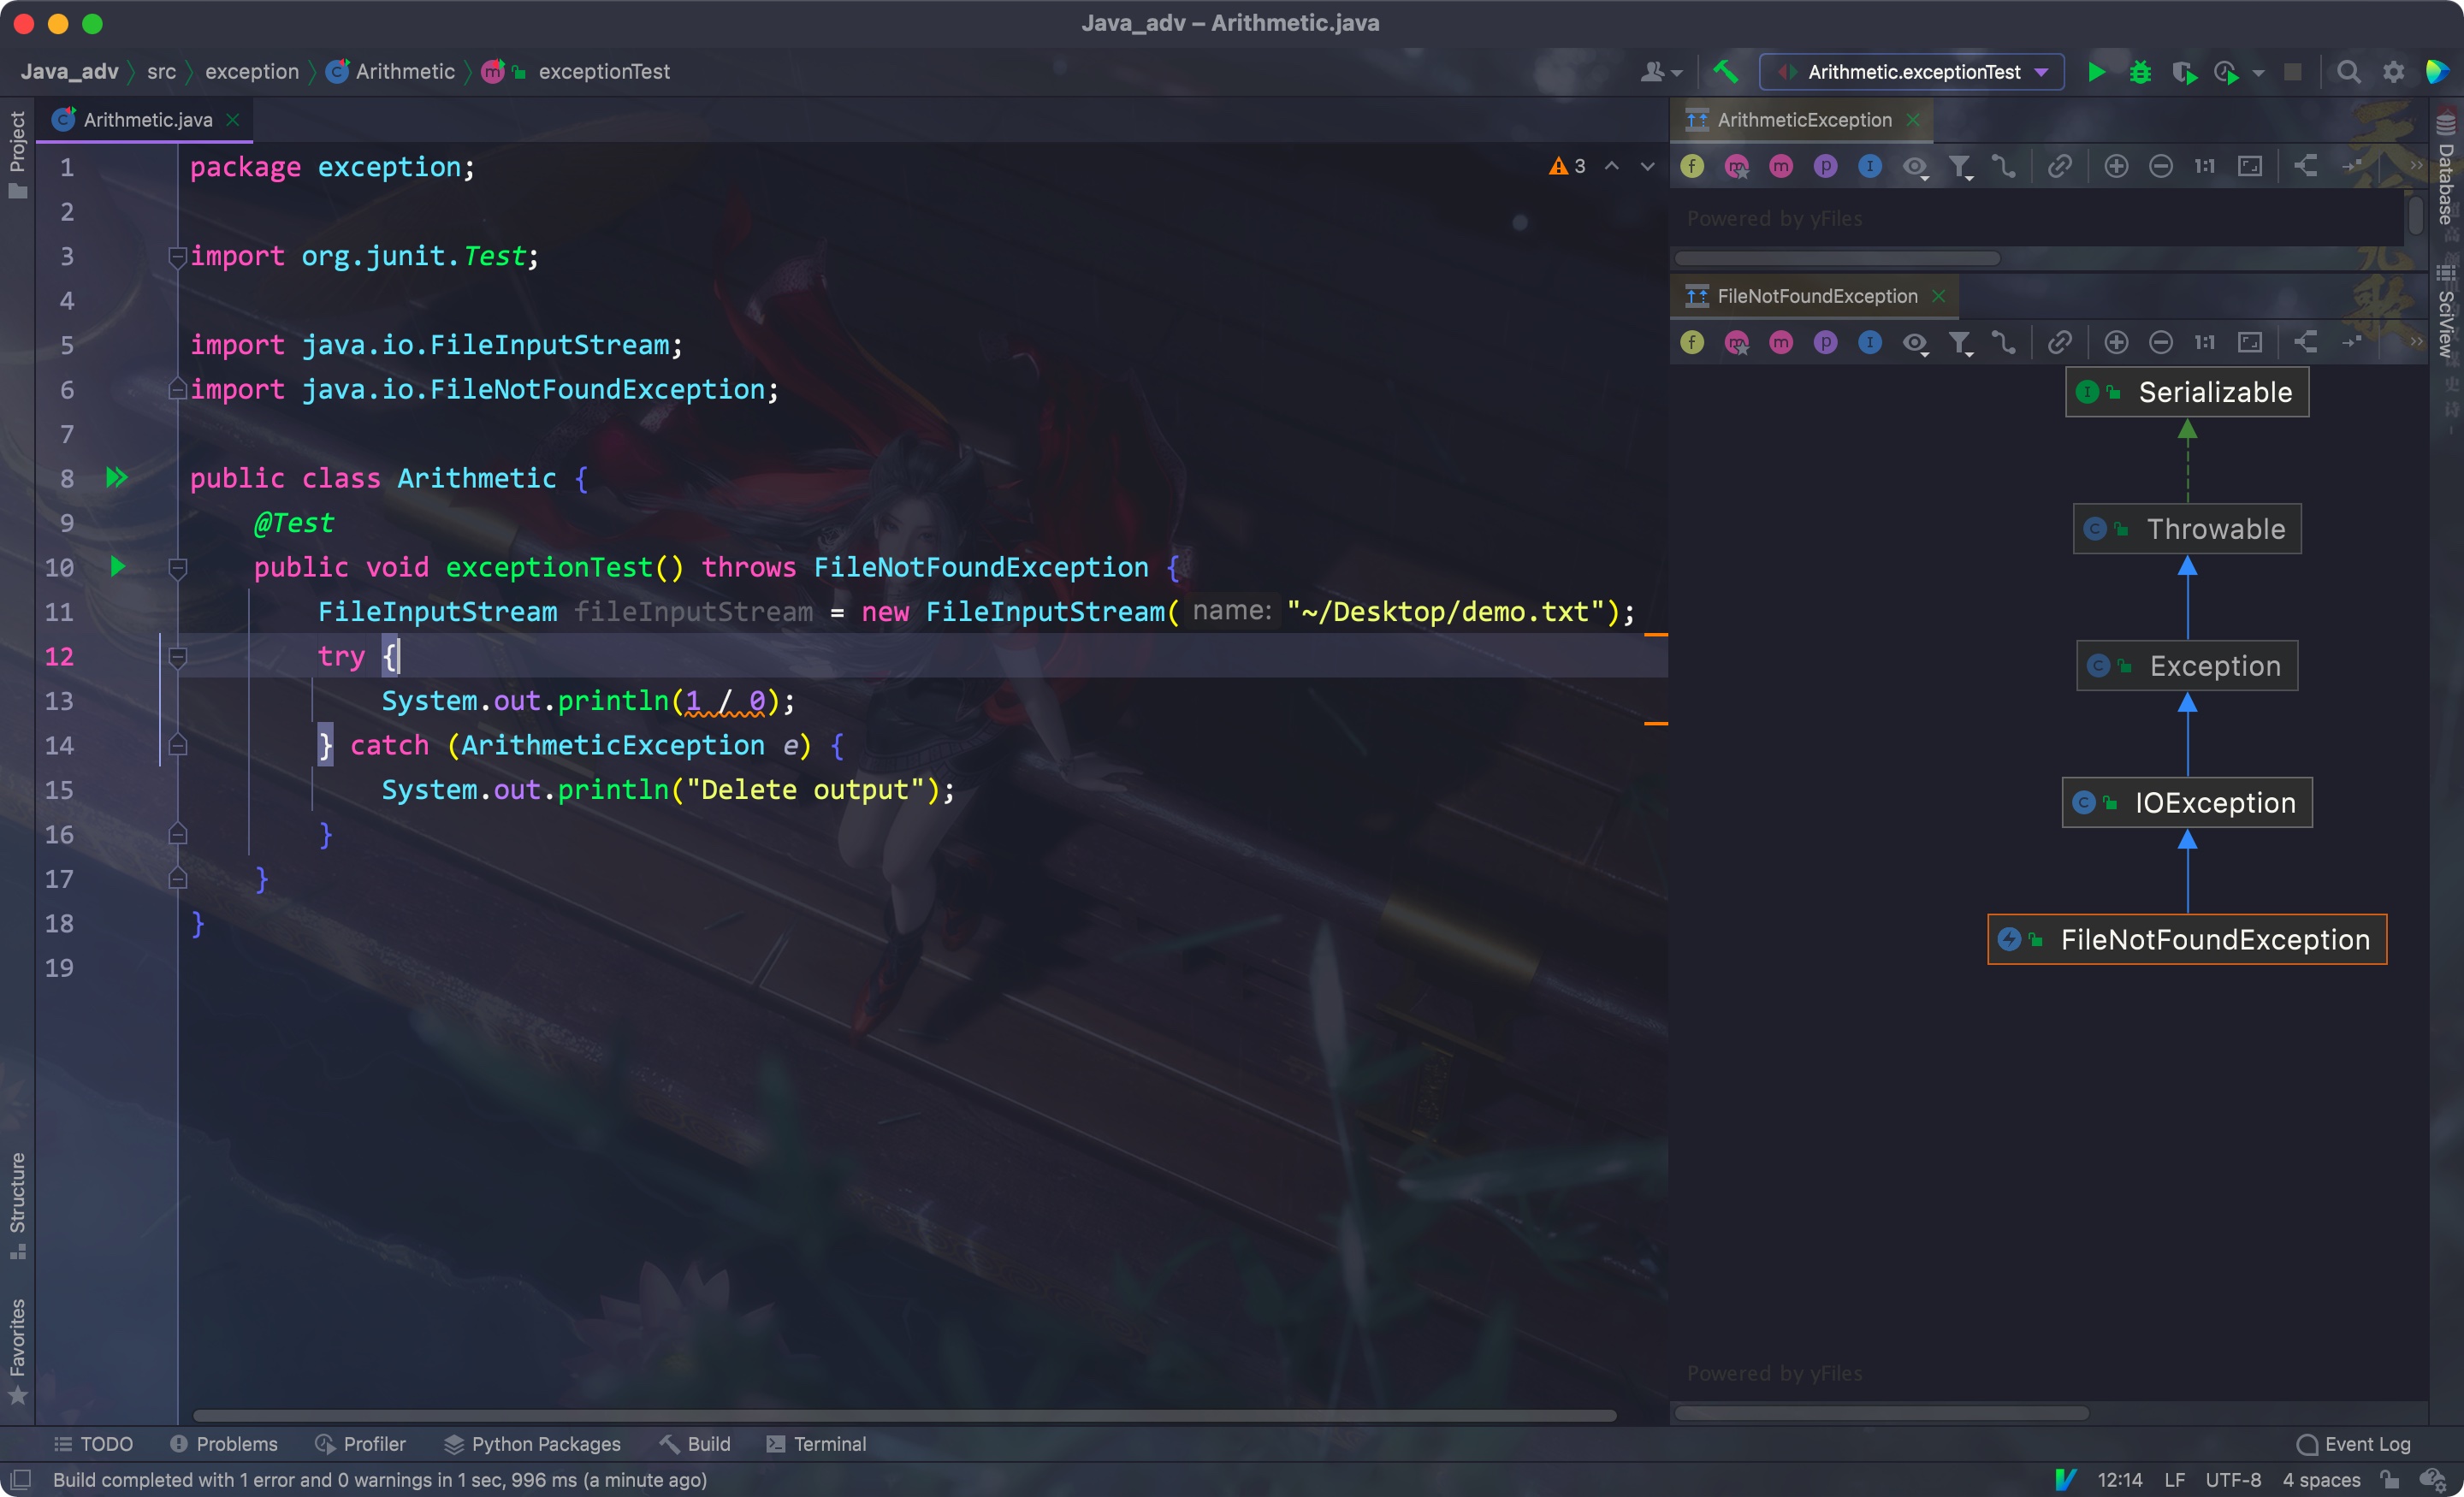 Java_adv – Arithmetic.java
Java_adv src exception Arithmetic exceptionTest
Arithmetic.exceptionTest
Project
Arithmetic.java
3
1 package exception;
2
3 import org.junit.Test;
4
5 import java.io.FileInputStream;
6 import java.io.FileNotFoundException;
7
8 public class Arithmetic {
9 @Test
10 public void exceptionTest() throws FileNotFoundException {
11 FileInputStream fileInputStream = new FileInputStream( name: "~/Desktop/demo.txt");
12 try {
13 System.out.println(1 / 0);
14 } catch (ArithmeticException e) {
15 System.out.println("Delete output");
16 }
17 }
18 }
19
ArithmeticException
1:1
Powered by yFiles
FileNotFoundException
1:1
Serializable
Throwable
Exception
IOException
FileNotFoundException
Powered by yFiles
Database
SciView
Structure
Favorites
TODO Problems Profiler Python Packages Build Terminal Event Log
Build completed with 1 error and 0 warnings in 1 sec, 996 ms (a minute ago) 12:14 LF UTF-8 4 spaces